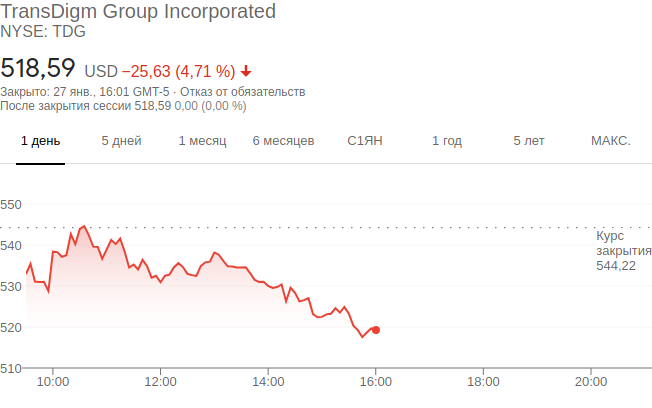 TransDigm Group Incorporated
NYSE: TDG
518,59 USD −25,63 (4,71 %)
Закрыто: 27 янв., 16:01 GMT-5 · Отказ от обязательств
После закрытия сессии 518,59 0,00 (0,00 %)
1 день 5 дней 1 месяц 6 месяцев С1ЯН 1 год 5 лет МАКС.
550
540
530
520
510
Курс
закрытия
544,22
10:00 12:00 14:00 16:00 18:00 20:00